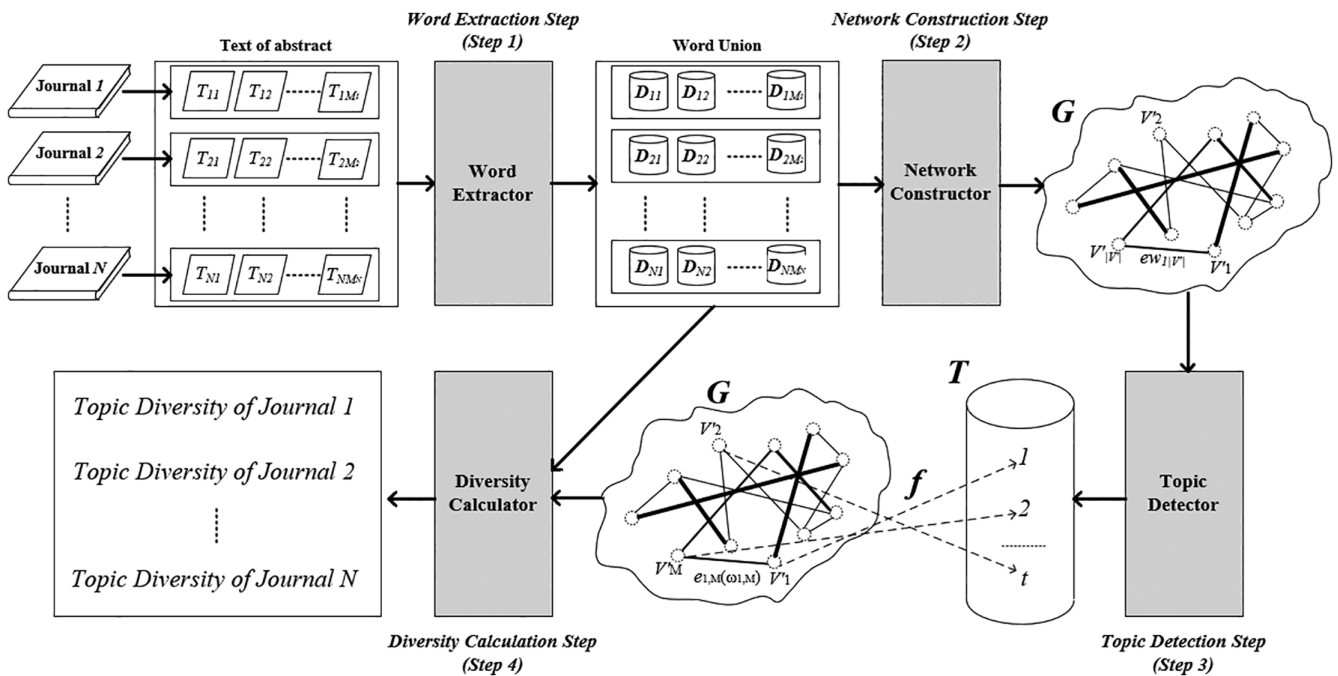 Word Extraction Step
(Step 1)
Network Construction Step
(Step 2)
Text of abstract
Word Union
Journal 1
T11 T12 T1M1
D11 D12 D1M1
Journal 2
T21 T22 T2M2
D21 D22 D2M2
Journal N
TN1 TN2 TNMN
DN1 DN2 DNMN
Word
Extractor
Network
Constructor
G
V'2
V'|V'|
ew1|V'|
V'1
Topic Diversity of Journal 1
Topic Diversity of Journal 2
Topic Diversity of Journal N
Diversity
Calculator
G
V'2
V'M
e1,M(ω1,M)
V'1
f
T
1
2
t
Topic
Detector
Diversity Calculation Step
(Step 4)
Topic Detection Step
(Step 3)